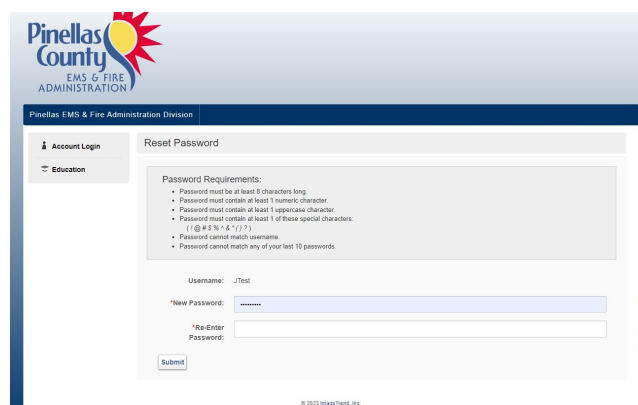 Pinellas
County
EMS & FIRE
ADMINISTRATION
Pinellas EMS & Fire Administration Division
Account Login
Education
Reset Password
Password Requirements:
• Password must be at least 8 characters long.
• Password must contain at least 1 numeric character.
• Password must contain at least 1 uppercase character.
• Password must contain at least 1 of these special characters:
( ! @ # $ % ^ & * ( ) ? )
• Password cannot match username.
• Password cannot match any of your last 10 passwords.
Username: JTest
*New Password: •••••••••
*Re-Enter
Password:
Submit
© 2023 ImageTrend, Inc.